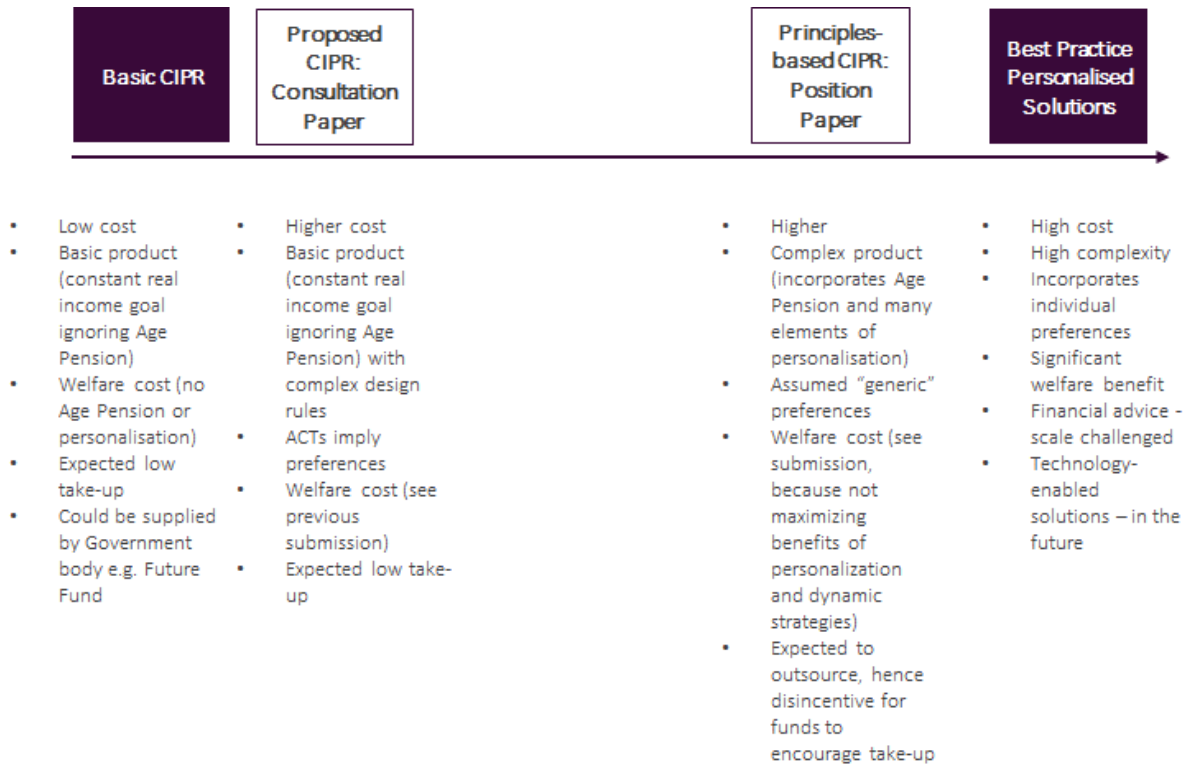 Basic CIPR
Proposed
CIPR:
Consultation
Paper
Principles-
based CIPR:
Position
Paper
Best Practice
Personalised
Solutions
• Low cost
• Basic product
(constant real
income goal
ignoring Age
Pension)
• Welfare cost (no
Age Pension or
personalisation)
• Expected low
take-up
• Could be supplied
by Government
body e.g. Future
Fund
• Higher cost
• Basic product
(constant real
income goal
ignoring Age
Pension) with
complex design
rules
• ACTs imply
preferences
• Welfare cost (see
previous
submission)
• Expected low take-
up
• Higher
• Complex product
(incorporates Age
Pension and many
elements of
personalisation)
• Assumed “generic”
preferences
• Welfare cost (see
submission,
because not
maximizing
benefits of
personalization
and dynamic
strategies)
• Expected to
outsource, hence
disincentive for
funds to
encourage take-up
• High cost
• High complexity
• Incorporates
individual
preferences
• Significant
welfare benefit
• Financial advice -
scale challenged
• Technology-
enabled
solutions – in the
future